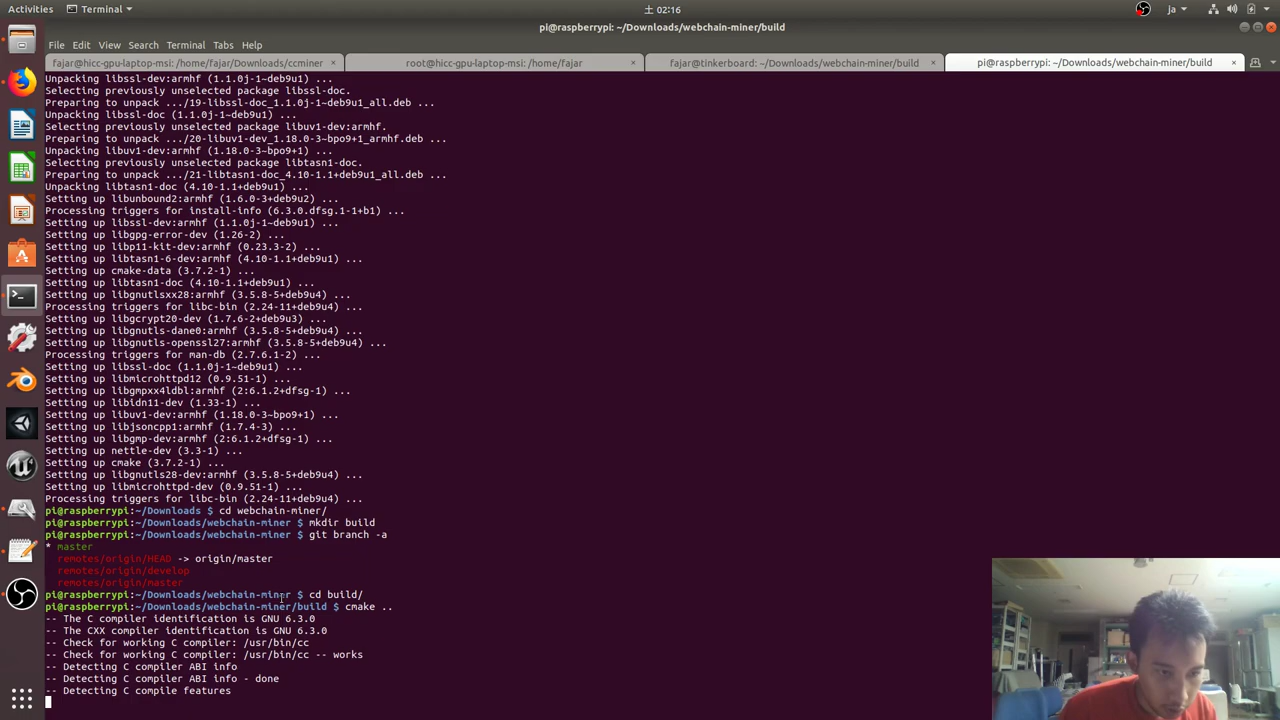 Activities
Terminal
土 02:16
ja
pi@raspberrypi: ~/Downloads/webchain-miner/build
File Edit View Search Terminal Tabs Help
fajar@hicc-gpu-laptop-msi: /home/fajar/Downloads/ccminer ×
root@hicc-gpu-laptop-msi: /home/fajar ×
fajar@tinkerboard: ~/Downloads/webchain-miner/build ×
pi@raspberrypi: ~/Downloads/webchain-miner/build ×
Unpacking libssl-dev:armhf (1.1.0j-1~deb9u1) ...
Selecting previously unselected package libssl-doc.
Preparing to unpack .../19-libssl-doc_1.1.0j-1~deb9u1_all.deb ...
Unpacking libssl-doc (1.1.0j-1~deb9u1) ...
Selecting previously unselected package libuv1-dev:armhf.
Preparing to unpack .../20-libuv1-dev_1.18.0-3~bpo9+1_armhf.deb ...
Unpacking libuv1-dev:armhf (1.18.0-3~bpo9+1) ...
Selecting previously unselected package libtasn1-doc.
Preparing to unpack .../21-libtasn1-doc_4.10-1.1+deb9u1_all.deb ...
Unpacking libtasn1-doc (4.10-1.1+deb9u1) ...
Setting up libunbound2:armhf (1.6.0-3+deb9u2) ...
Processing triggers for install-info (6.3.0.dfsg.1-1+b1) ...
Setting up libssl-dev:armhf (1.1.0j-1~deb9u1) ...
Setting up libgpg-error-dev (1.26-2) ...
Setting up libp11-kit-dev:armhf (0.23.3-2) ...
Setting up libtasn1-6-dev:armhf (4.10-1.1+deb9u1) ...
Setting up cmake-data (3.7.2-1) ...
Setting up libtasn1-doc (4.10-1.1+deb9u1) ...
Setting up libgnutlsxx28:armhf (3.5.8-5+deb9u4) ...
Processing triggers for libc-bin (2.24-11+deb9u3) ...
Setting up libgcrypt20-dev (1.7.6-2+deb9u3) ...
Setting up libgnutls-dane0:armhf (3.5.8-5+deb9u4) ...
Setting up libgnutls-openssl27:armhf (3.5.8-5+deb9u4) ...
Processing triggers for man-db (2.7.6.1-2) ...
Setting up libssl-doc (1.1.0j-1~deb9u1) ...
Setting up libmicrohttpd12 (0.9.51-1) ...
Setting up libgmpxx4ldbl:armhf (2:6.1.2+dfsg-1) ...
Setting up libidn11-dev (1.33-1) ...
Setting up libuv1-dev:armhf (1.18.0-3~bpo9+1) ...
Setting up libjsoncpp1:armhf (1.7.4-3) ...
Setting up libgmp-dev:armhf (2:6.1.2+dfsg-1) ...
Setting up nettle-dev (3.3-1) ...
Setting up cmake (3.7.2-1) ...
Setting up libgnutls28-dev:armhf (3.5.8-5+deb9u4) ...
Setting up libmicrohttpd-dev (0.9.51-1) ...
Processing triggers for libc-bin (2.24-11+deb9u3) ...
pi@raspberrypi:~/Downloads $ cd webchain-miner/
pi@raspberrypi:~/Downloads/webchain-miner $ mkdir build
pi@raspberrypi:~/Downloads/webchain-miner $ git branch -a
* master
remotes/origin/HEAD -> origin/master
remotes/origin/develop
remotes/origin/master
pi@raspberrypi:~/Downloads/webchain-miner $ cd build/
pi@raspberrypi:~/Downloads/webchain-miner/build $ cmake ..
-- The C compiler identification is GNU 6.3.0
-- The CXX compiler identification is GNU 6.3.0
-- Check for working C compiler: /usr/bin/cc
-- Check for working C compiler: /usr/bin/cc -- works
-- Detecting C compiler ABI info
-- Detecting C compiler ABI info - done
-- Detecting C compile features